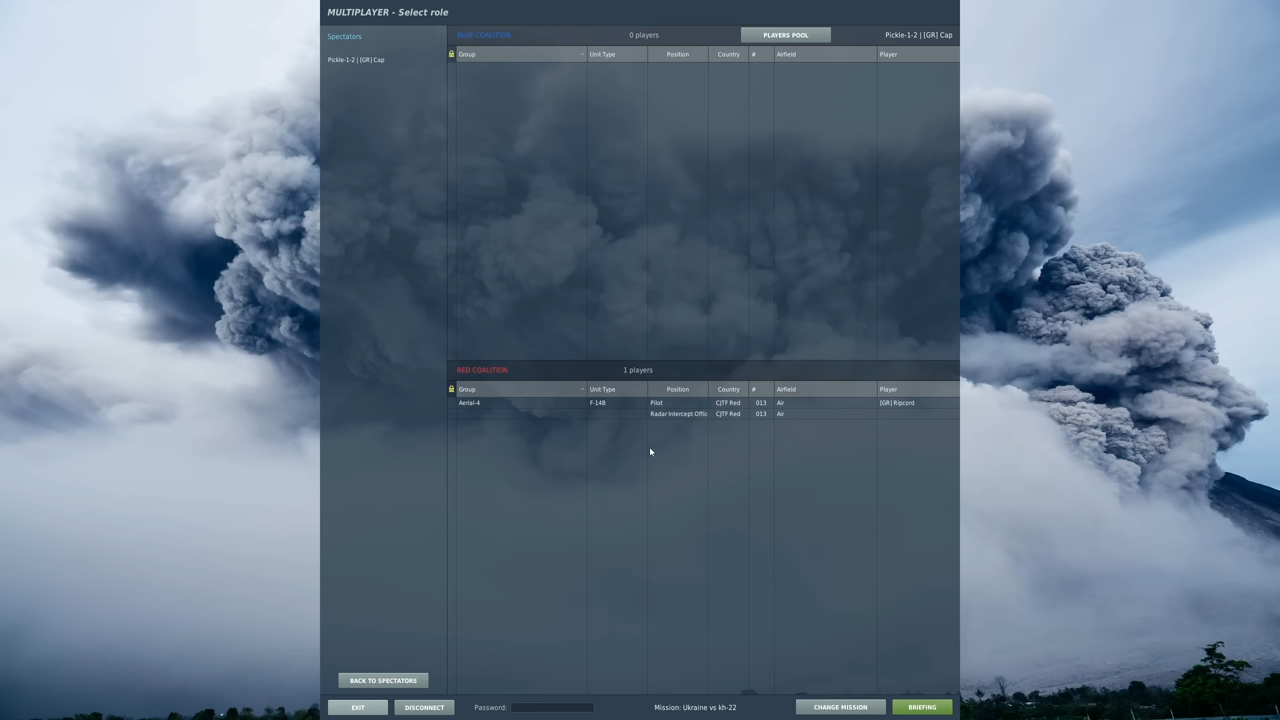 MULTIPLAYER - Select role
Spectators
Pickle-1-2 | [GR] Cap
BLUE COALITION 0 players PLAYERS POOL Pickle-1-2 | [GR] Cap
Group Unit Type Position Country # Airfield Player
RED COALITION 1 players
Group Unit Type Position Country # Airfield Player
Aerial-4 F-14B Pilot CJTF Red 013 Air [GR] Ripcord
Radar Intercept Offic CJTF Red 013 Air
BACK TO SPECTATORS
EXIT DISCONNECT Password: Mission: Ukraine vs kh-22 CHANGE MISSION BRIEFING